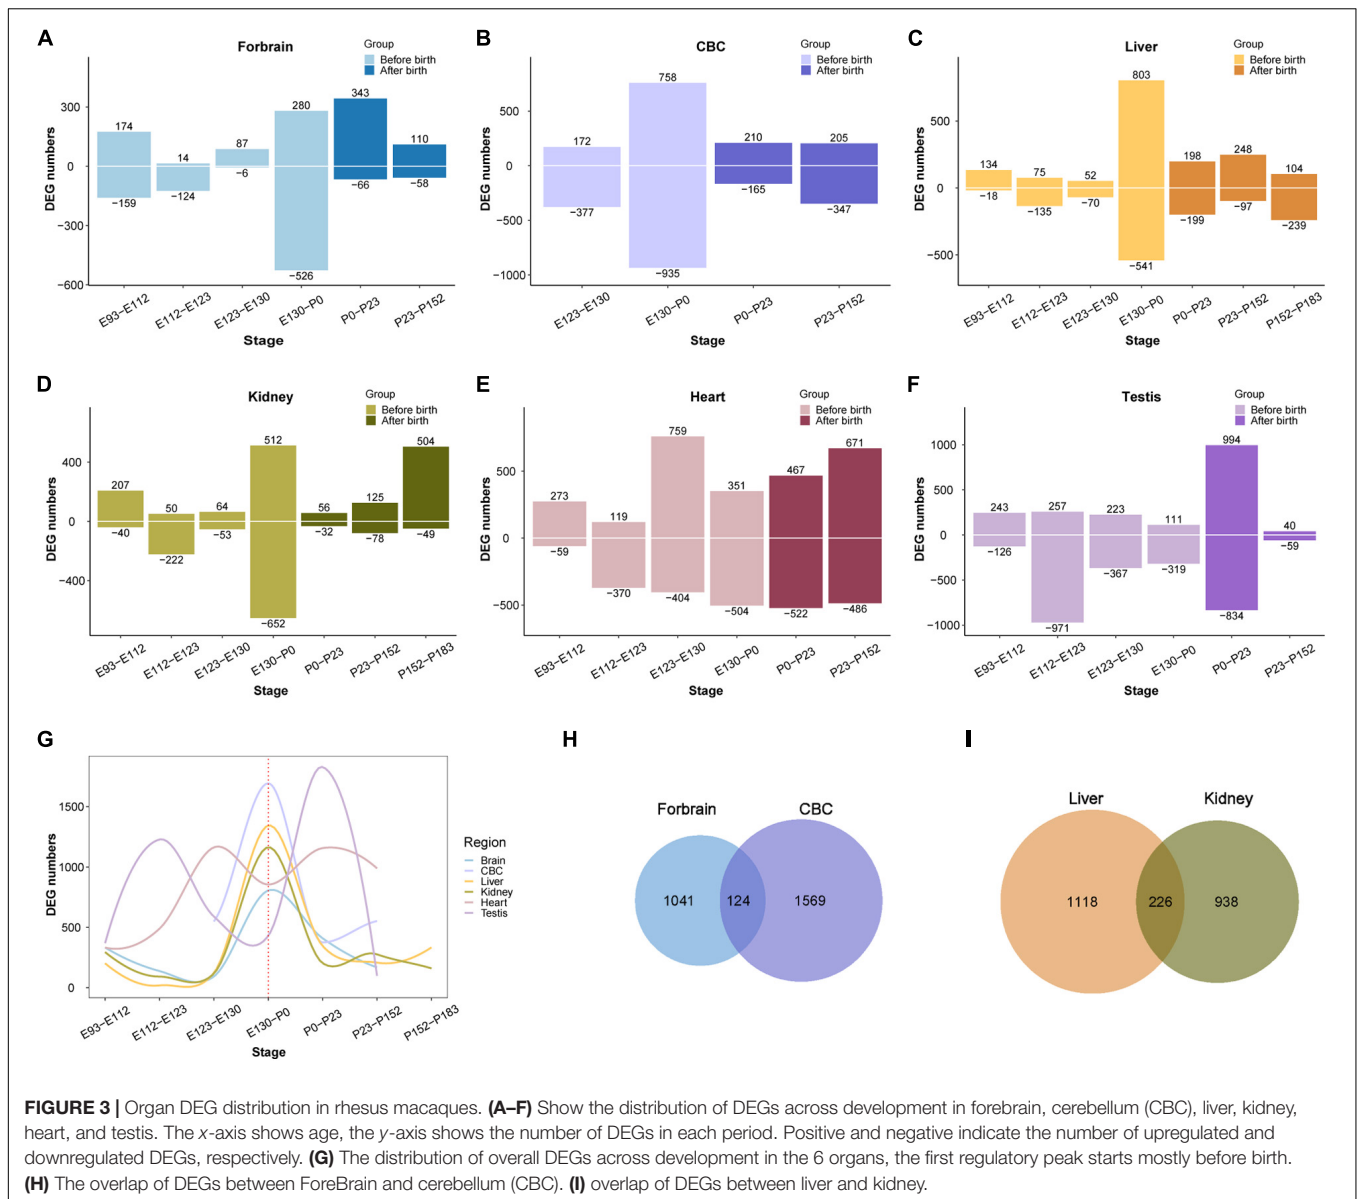 A
Forbrain
Group
Before birth
After birth
DEG numbers
300
0
−300
−600
174
14
87
280
343
110
−159
−124
−6
−526
−66
−58
E93−E112
E112−E123
E123−E130
E130−P0
P0−P23
P23−P152
Stage
B
CBC
Group
Before birth
After birth
DEG numbers
500
0
−500
−1000
172
758
210
205
−377
−935
−165
−347
E123−E130
E130−P0
P0−P23
P23−P152
Stage
C
Liver
Group
Before birth
After birth
DEG numbers
500
0
−500
134
75
52
803
198
248
104
−18
−135
−70
−541
−199
−97
−239
E93−E112
E112−E123
E123−E130
E130−P0
P0−P23
P23−P152
P152−P183
Stage
D
Kidney
Group
Before birth
After birth
DEG numbers
400
0
−400
207
50
64
512
56
125
504
−40
−222
−53
−652
−32
−78
−49
E93−E112
E112−E123
E123−E130
E130−P0
P0−P23
P23−P152
P152−P183
Stage
E
Heart
Group
Before birth
After birth
DEG numbers
500
0
−500
273
119
759
351
467
671
−59
−370
−404
−504
−522
−486
E93−E112
E112−E123
E123−E130
E130−P0
P0−P23
P23−P152
Stage
F
Testis
Group
Before birth
After birth
DEG numbers
1000
500
0
−500
−1000
243
257
223
111
994
40
−126
−971
−367
−319
−834
−59
E93−E112
E112−E123
E123−E130
E130−P0
P0−P23
P23−P152
Stage
G
DEG numbers
1500
1000
500
0
E93−E112
E112−E123
E123−E130
E130−P0
P0−P23
P23−P152
P152−P183
Stage
Region
Brain
CBC
Liver
Kidney
Heart
Testis
H
Forbrain
CBC
1041
124
1569
I
Liver
Kidney
1118
226
938
FIGURE 3 | Organ DEG distribution in rhesus macaques. (A–F) Show the distribution of DEGs across development in forebrain, cerebellum (CBC), liver, kidney,
heart, and testis. The x-axis shows age, the y-axis shows the number of DEGs in each period. Positive and negative indicate the number of upregulated and
downregulated DEGs, respectively. (G) The distribution of overall DEGs across development in the 6 organs, the first regulatory peak starts mostly before birth.
(H) The overlap of DEGs between ForeBrain and cerebellum (CBC). (I) overlap of DEGs between liver and kidney.